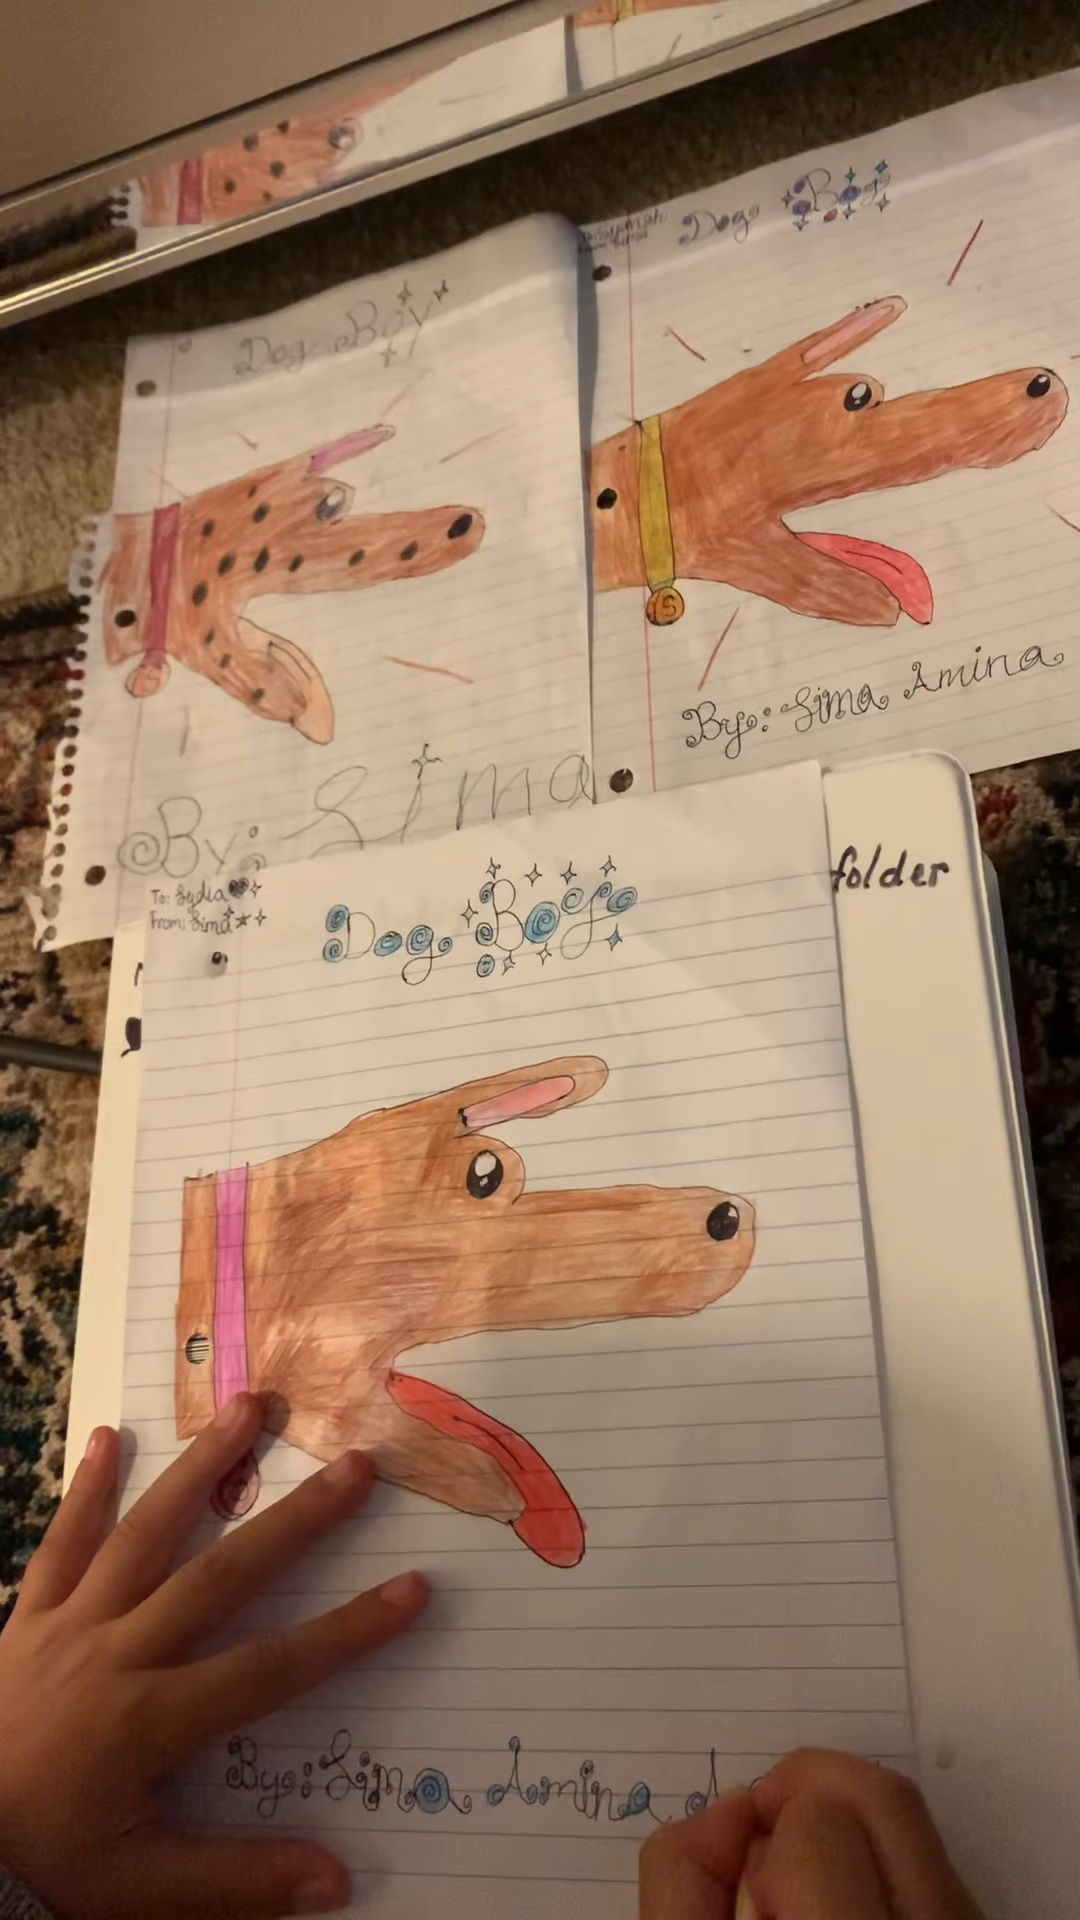 Dog Boy
By: Sima
Dog Boy
S
By: Sima Amina
folder
To: Lydia
From: Sima
Dog Boy
By: Sima Amina A